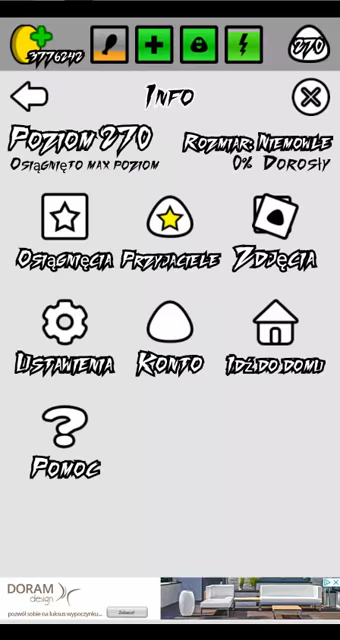 3776242
270
Info
Poziom 270
Osiągnięto max poziom
Rozmiar: Niemowle
0% Dorosły
Osiągnięcia
Przyjaciele
Zdjęcia
Ustawienia
Konto
Idź do domu
Pomoc
DORAM
design
pozwól sobie na luksus wypoczynku...
Zobacz!